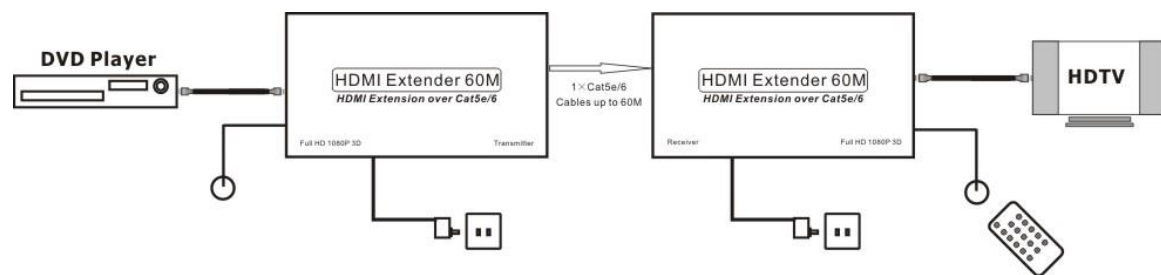 DVD Player
HDMI Extender 60M
HDMI Extension over Cat5e/6
Full HD 1080P 3D
Transmitter
1×Cat5e/6
Cables up to 60M
HDMI Extender 60M
HDMI Extension over Cat5e/6
Receiver
Full HD 1080P 3D
HDTV